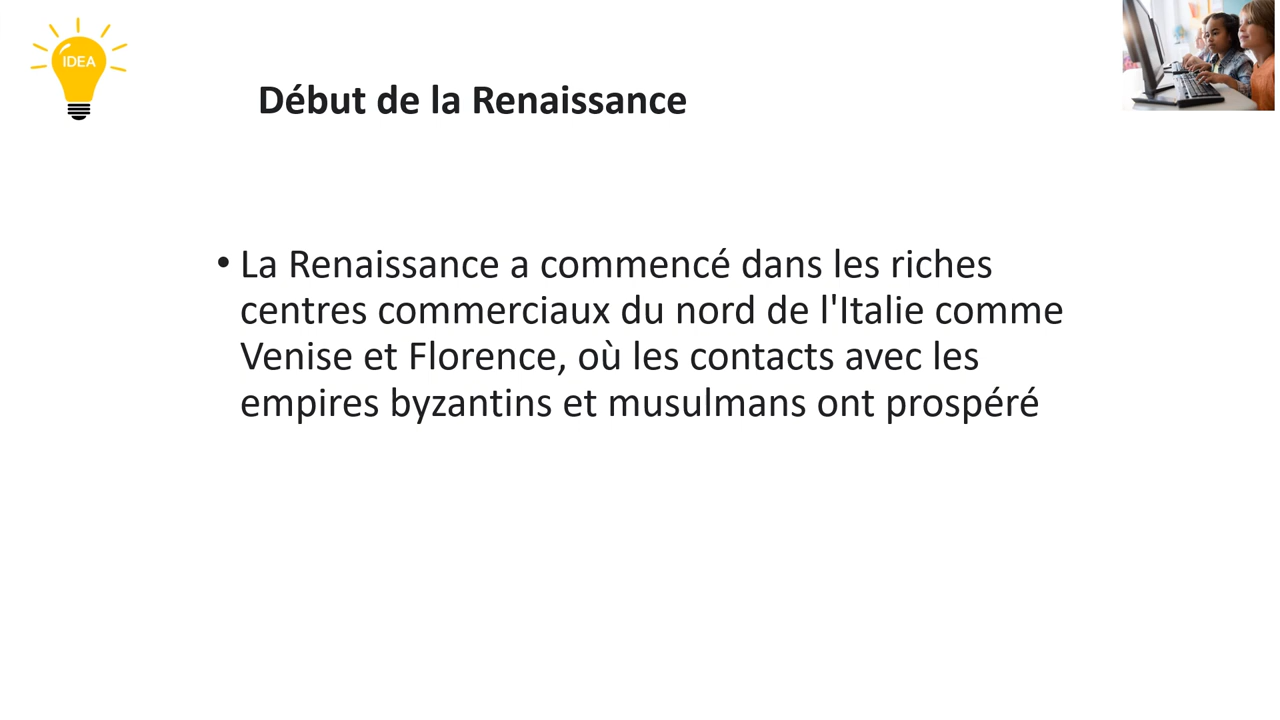 IDEA
Début de la Renaissance
• La Renaissance a commencé dans les riches
centres commerciaux du nord de l'Italie comme
Venise et Florence, où les contacts avec les
empires byzantins et musulmans ont prospéré